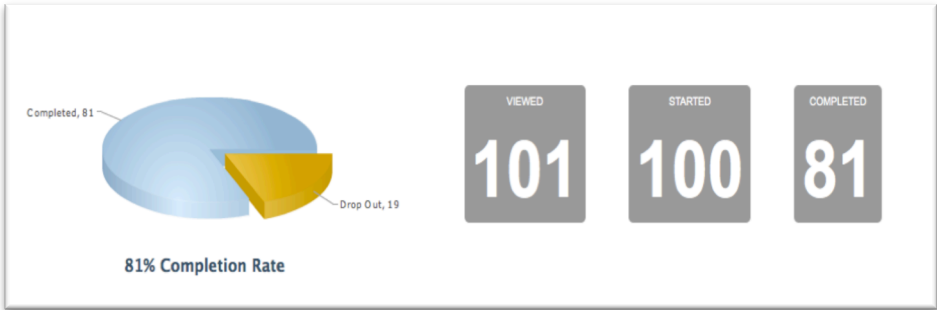 Completed, 81
Drop Out, 19
81% Completion Rate
VIEWED
101
STARTED
100
COMPLETED
81